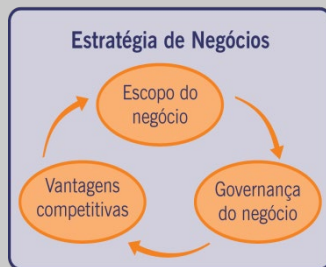 Estratégia de Negócios
Escopo do
negócio
Vantagens
competitivas
Governança
do negócio